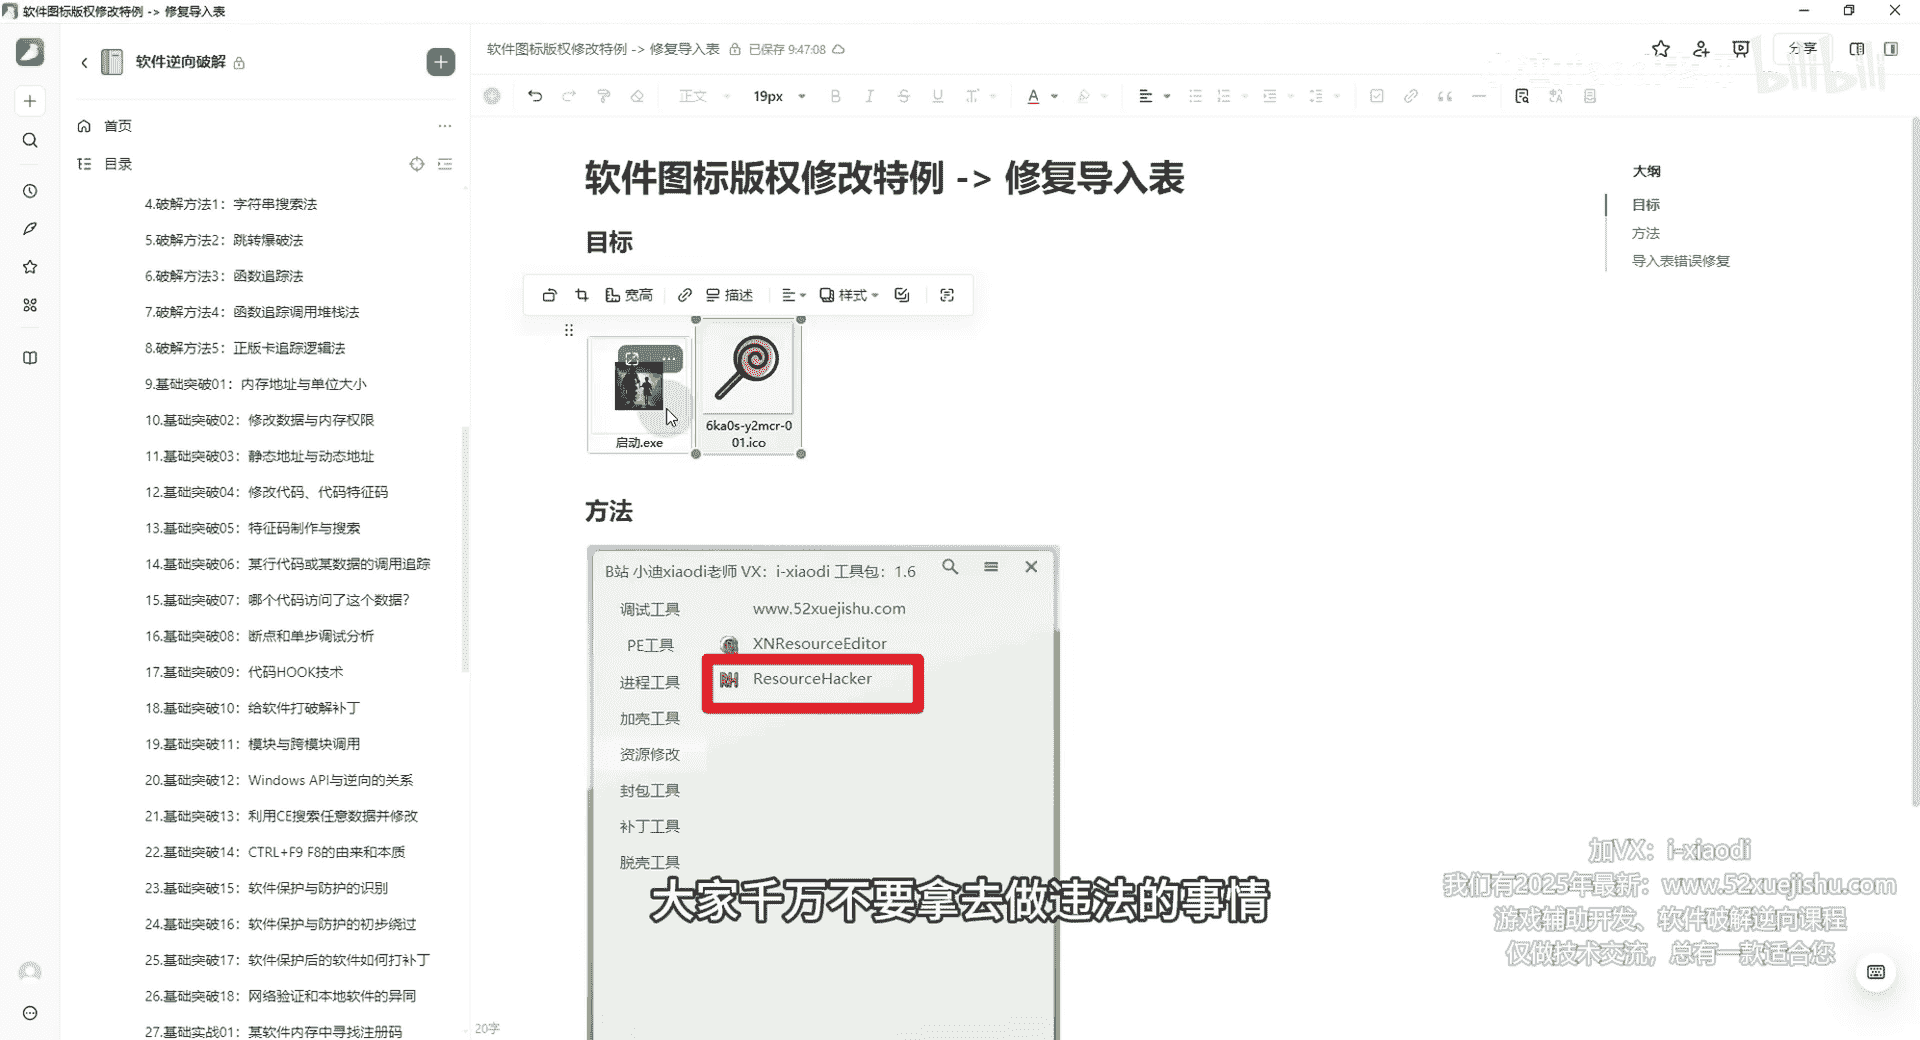 软件图标版权修改特例 -> 修复导入表
软件逆向破解
首页
目录
4.破解方法1：字符串搜索法
5.破解方法2：跳转爆破法
6.破解方法3：函数追踪法
7.破解方法4：函数追踪调用堆栈法
8.破解方法5：正版卡追踪逻辑法
9.基础突破01：内存地址与单位大小
10.基础突破02：修改数据与内存权限
11.基础突破03：静态地址与动态地址
12.基础突破04：修改代码、代码特征码
13.基础突破05：特征码制作与搜索
14.基础突破06：某行代码或某数据的调用追踪
15.基础突破07：哪个代码访问了这个数据？
16.基础突破08：断点和单步调试分析
17.基础突破09：代码HOOK技术
18.基础突破10：给软件打破解补丁
19.基础突破11：模块与跨模块调用
20.基础突破12：Windows API与逆向的关系
21.基础突破13：利用CE搜索任意数据并修改
22.基础突破14：CTRL+F9 F8的由来和本质
23.基础突破15：软件保护与防护的识别
24.基础突破16：软件保护与防护的初步绕过
25.基础突破17：软件保护后的软件如何打补丁
26.基础突破18：网络验证和本地软件的异同
27.基础实战01：某软件内存中寻找注册码
软件图标版权修改特例 -> 修复导入表 已保存 9:47:08
分享
bilibili
正文 19px
软件图标版权修改特例 -> 修复导入表
目标
宽高 描述 样式
启动.exe
6ka0s-y2mcr-0
01.ico
方法
B站 小迪xiaodi老师 VX：i-xiaodi 工具包：1.6
调试工具
PE工具
进程工具
加壳工具
资源修改
封包工具
补丁工具
脱壳工具
www.52xuejishu.com
XNResourceEditor
RH ResourceHacker
大家千万不要拿去做违法的事情
20字
大纲
目标
方法
导入表错误修复
加VX：i-xiaodi
我们有2025年最新：www.52xuejishu.com
游戏辅助开发、软件破解逆向课程
仅做技术交流，总有一款适合您